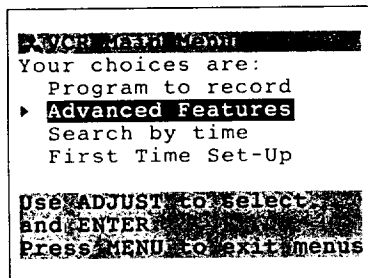 VCR Main Menu
Your choices are:
Program to record
Advanced Features
Search by time
First Time Set-Up
Use ADJUST to select,
and ENTER
Press MENU to exit menus